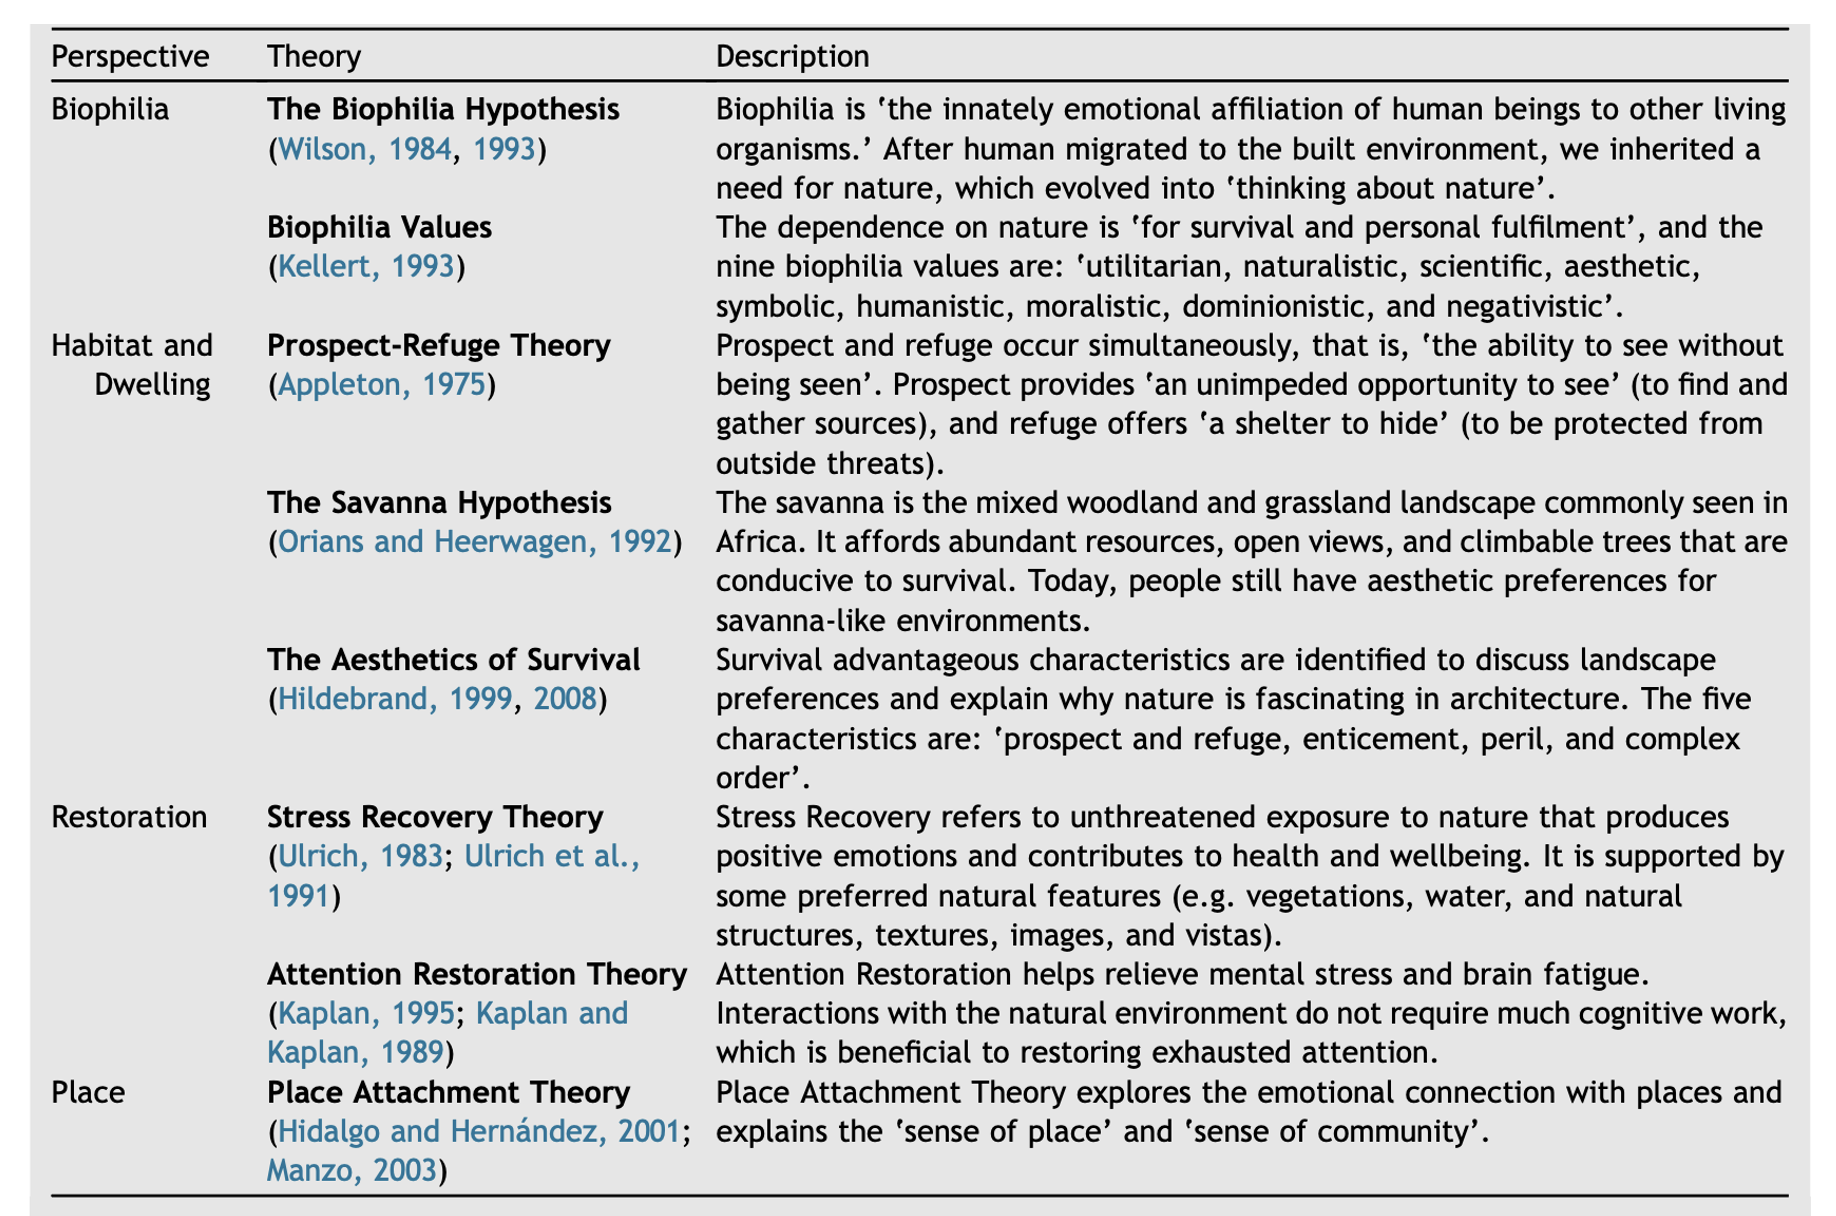 Perspective Theory Description
Biophilia The Biophilia Hypothesis Biophilia is ‘the innately emotional affiliation of human beings to other living
(Wilson, 1984, 1993) organisms.’ After human migrated to the built environment, we inherited a
need for nature, which evolved into ‘thinking about nature’.
Biophilia Values The dependence on nature is ‘for survival and personal fulfilment’, and the
(Kellert, 1993) nine biophilia values are: ‘utilitarian, naturalistic, scientific, aesthetic,
symbolic, humanistic, moralistic, dominionistic, and negativistic’.
Habitat and Prospect-Refuge Theory Prospect and refuge occur simultaneously, that is, ‘the ability to see without
Dwelling (Appleton, 1975) being seen’. Prospect provides ‘an unimpeded opportunity to see’ (to find and
gather sources), and refuge offers ‘a shelter to hide’ (to be protected from
outside threats).
The Savanna Hypothesis The savanna is the mixed woodland and grassland landscape commonly seen in
(Orians and Heerwagen, 1992) Africa. It affords abundant resources, open views, and climbable trees that are
conducive to survival. Today, people still have aesthetic preferences for
savanna-like environments.
The Aesthetics of Survival Survival advantageous characteristics are identified to discuss landscape
(Hildebrand, 1999, 2008) preferences and explain why nature is fascinating in architecture. The five
characteristics are: ‘prospect and refuge, enticement, peril, and complex
order’.
Restoration Stress Recovery Theory Stress Recovery refers to unthreatened exposure to nature that produces
(Ulrich, 1983; Ulrich et al., positive emotions and contributes to health and wellbeing. It is supported by
1991) some preferred natural features (e.g. vegetations, water, and natural
structures, textures, images, and vistas).
Attention Restoration Theory Attention Restoration helps relieve mental stress and brain fatigue.
(Kaplan, 1995; Kaplan and Interactions with the natural environment do not require much cognitive work,
Kaplan, 1989) which is beneficial to restoring exhausted attention.
Place Place Attachment Theory Place Attachment Theory explores the emotional connection with places and
(Hidalgo and Hernández, 2001; explains the ‘sense of place’ and ‘sense of community’.
Manzo, 2003)